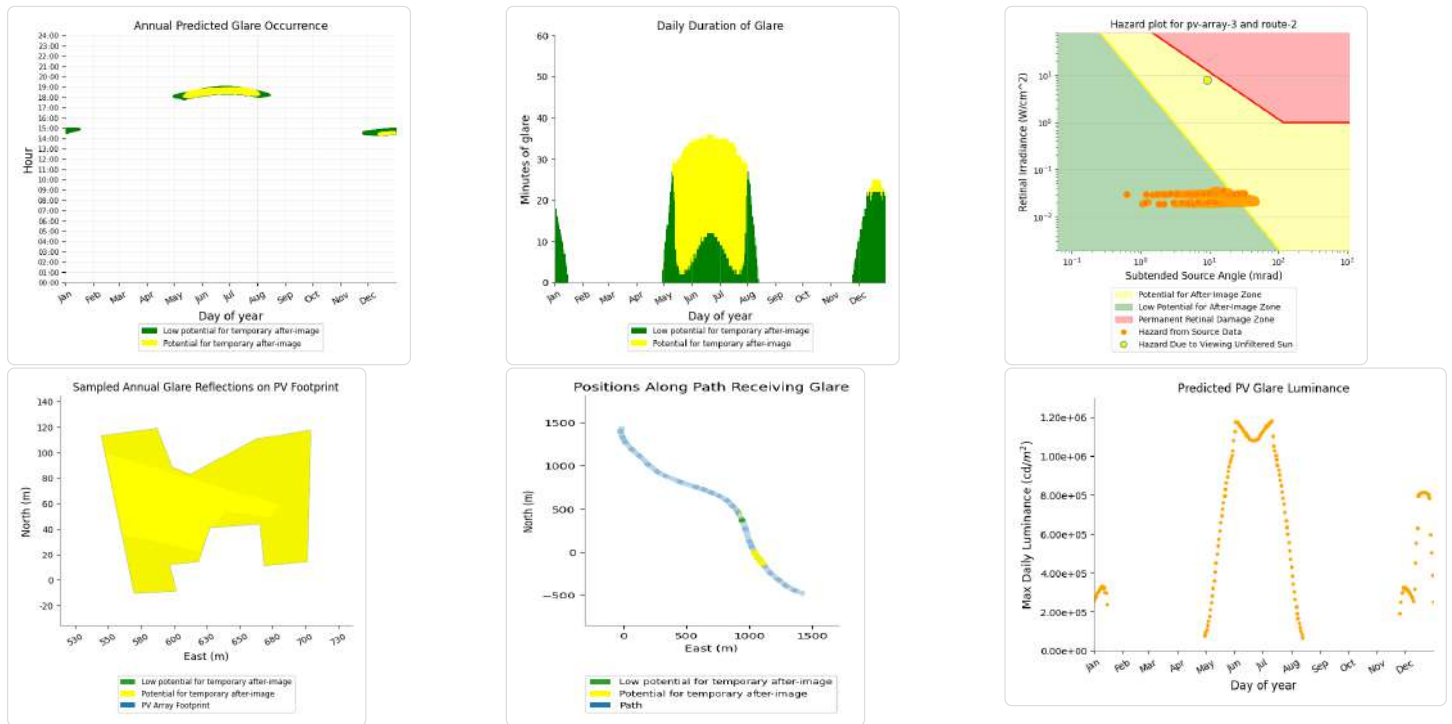 Annual Predicted Glare Occurrence
24:00
23:00
22:00
21:00
20:00
19:00
18:00
17:00
16:00
15:00
14:00
13:00
12:00
11:00
10:00
09:00
08:00
07:00
06:00
05:00
04:00
03:00
02:00
01:00
00:00
Hour
Jan Feb Mar Apr May Jun Jul Aug Sep Oct Nov Dec
Day of year
Low potential for temporary after-image
Potential for temporary after-image
Daily Duration of Glare
60
50
40
30
20
10
0
Minutes of glare
Jan Feb Mar Apr May Jun Jul Aug Sep Oct Nov Dec
Day of year
Low potential for temporary after-image
Potential for temporary after-image
Hazard plot for pv-array-3 and route-2
10¹
10⁰
10⁻¹
10⁻²
Retinal Irradiance (W/cm^2)
10⁻¹ 10⁰ 10¹ 10² 10³
Subtended Source Angle (mrad)
Potential for After-Image Zone
Low Potential for After-Image Zone
Permanent Retinal Damage Zone
Hazard from Source Data
Hazard Due to Viewing Unfiltered Sun
Sampled Annual Glare Reflections on PV Footprint
140
120
100
80
60
40
20
0
-20
North (m)
530 550 580 600 630 650 680 700 730
East (m)
Low potential for temporary after-image
Potential for temporary after-image
PV Array Footprint
Positions Along Path Receiving Glare
1500
1000
500
0
−500
North (m)
0 500 1000 1500
East (m)
Low potential for temporary after-image
Potential for temporary after-image
Path
Predicted PV Glare Luminance
1.20e+06
1.00e+06
8.00e+05
6.00e+05
4.00e+05
2.00e+05
0.00e+00
Max Daily Luminance (cd/m²)
Jan Feb Mar Apr May Jun Jul Aug Sep Oct Nov Dec
Day of year